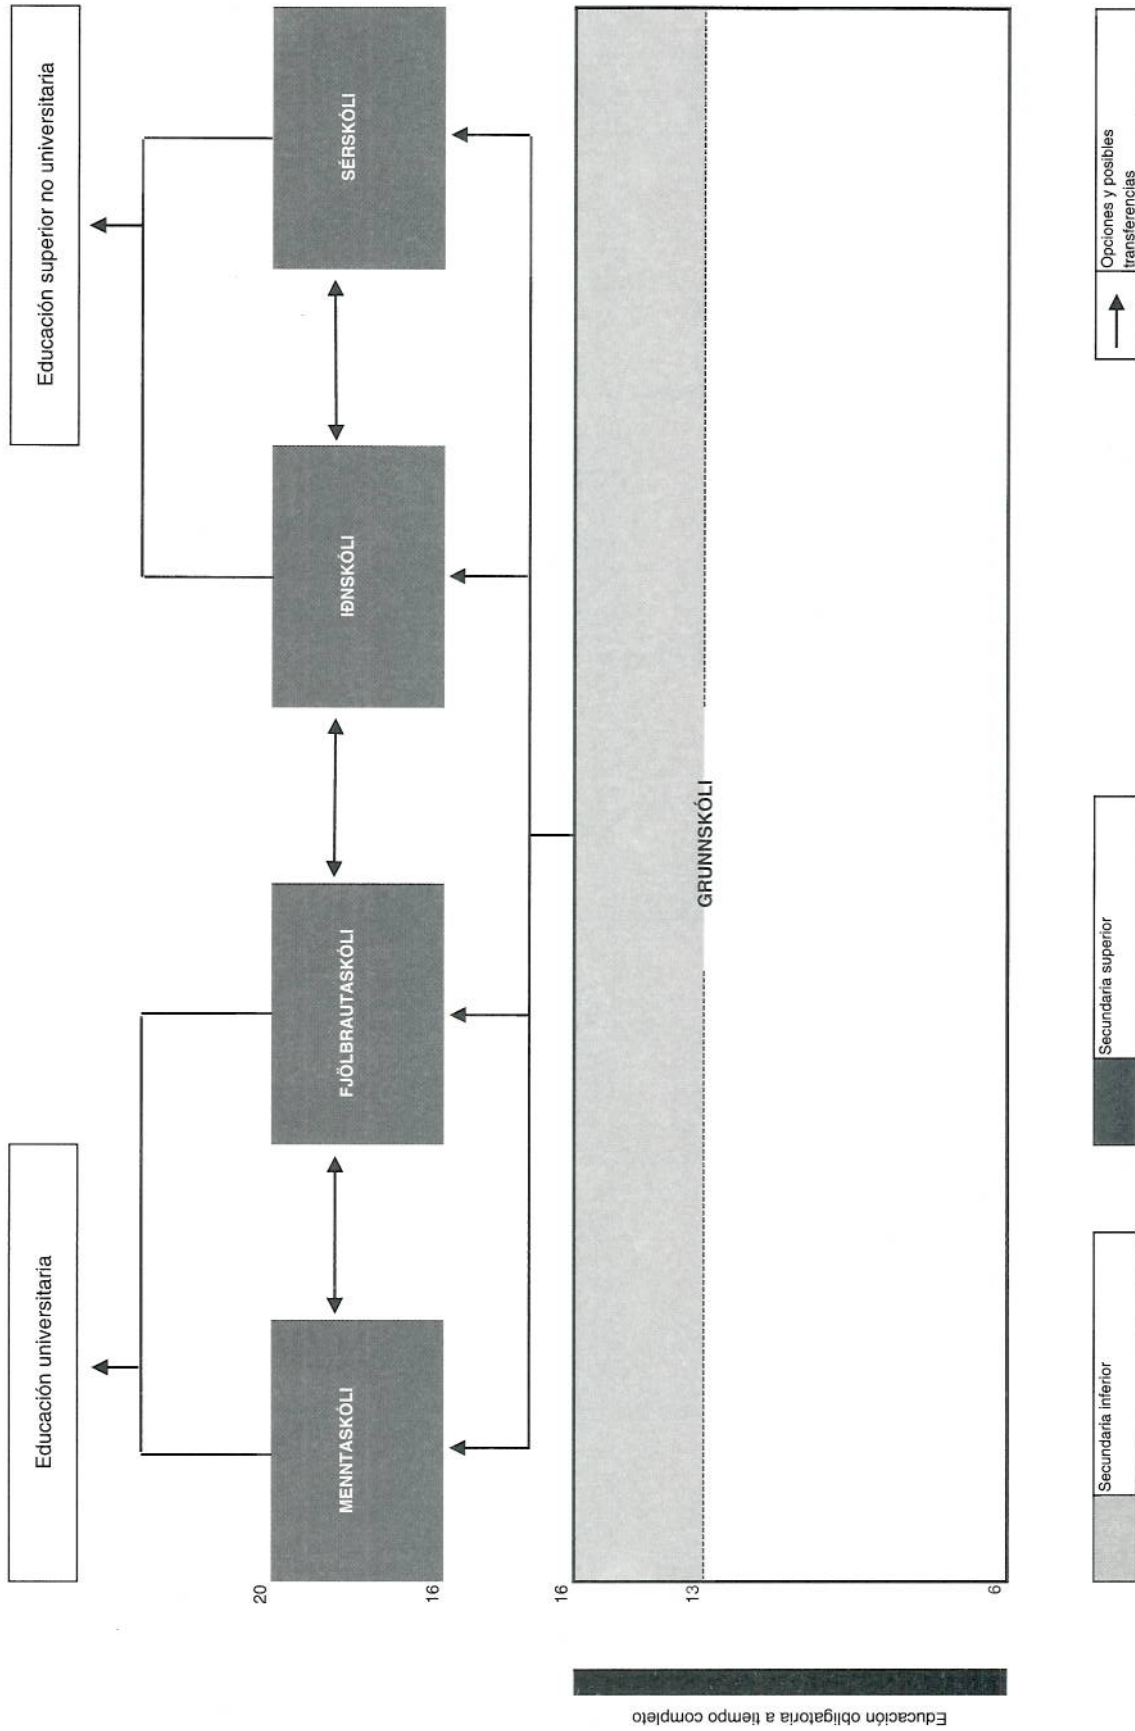 Educación universitaria
Educación superior no universitaria
20
MENNTASKÓLI
FJÖLBRAUTASKÓLI
IÐNSKÓLI
SÉRSKÓLI
16
16
13
GRUNNSKÓLI
6
Educación obligatoria a tiempo completo
Secundaria inferior
Secundaria superior
Opciones y posibles
transferencias